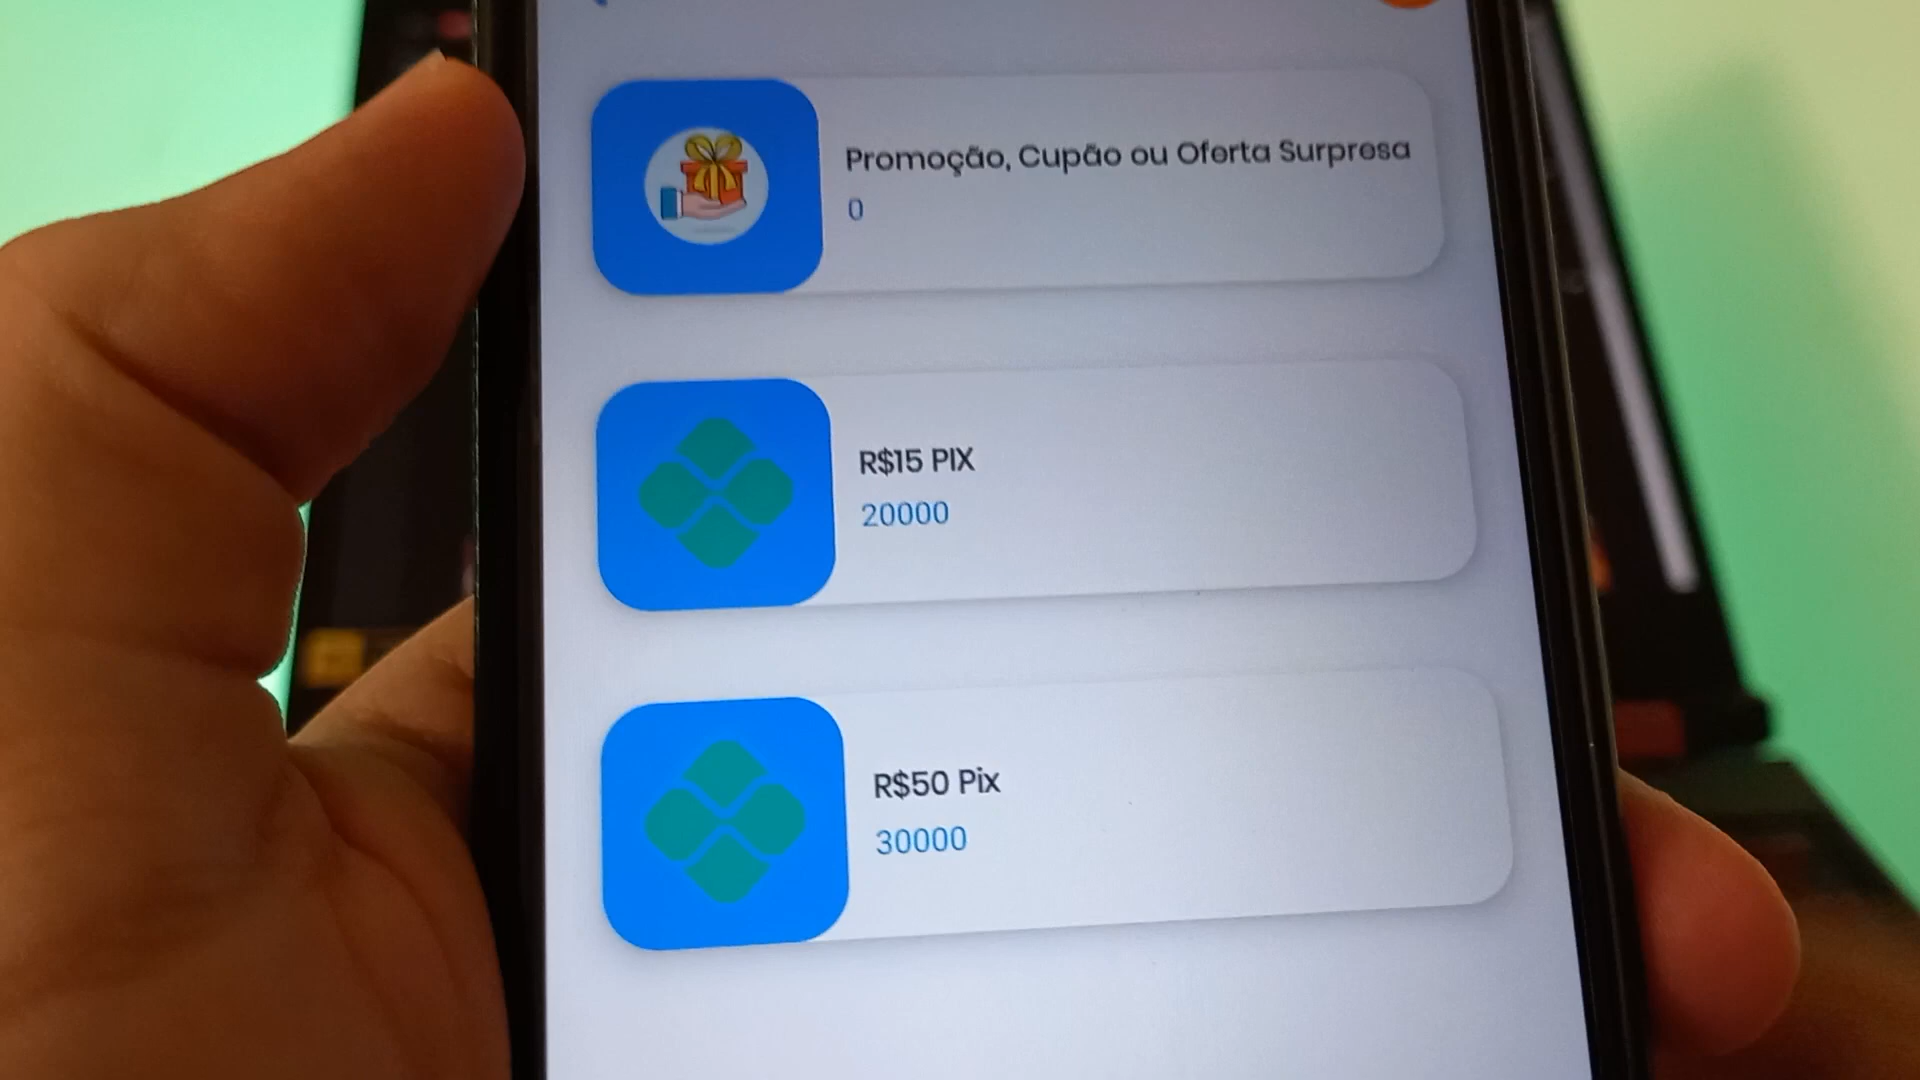 Promoção, Cupão ou Oferta Surpresa
0
R$15 PIX
20000
R$50 Pix
30000